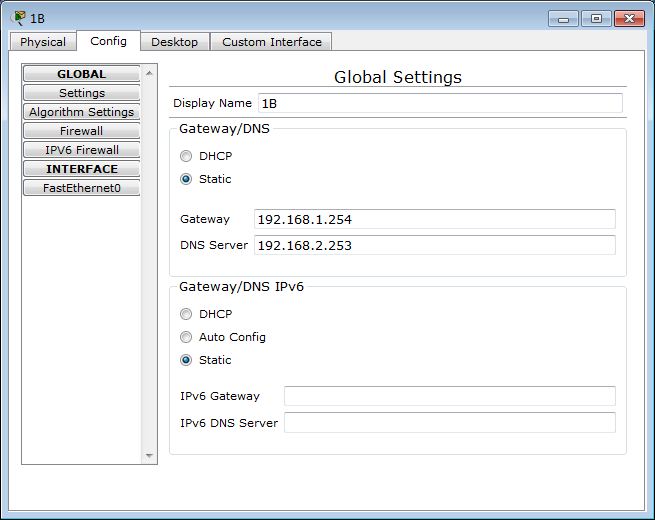 1B
Physical Config Desktop Custom Interface
GLOBAL
Settings
Algorithm Settings
Firewall
IPV6 Firewall
INTERFACE
FastEthernet0
Global Settings
Display Name 1B
Gateway/DNS
DHCP
Static
Gateway 192.168.1.254
DNS Server 192.168.2.253
Gateway/DNS IPv6
DHCP
Auto Config
Static
IPv6 Gateway
IPv6 DNS Server